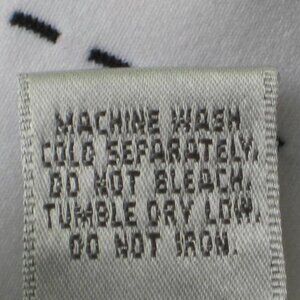 MACHINE WASH
COLD SEPARATELY.
DO NOT BLEACH.
TUMBLE DRY LOW.
DO NOT IRON.